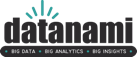 datanami
• BIG DATA • BIG ANALYTICS • BIG INSIGHTS •